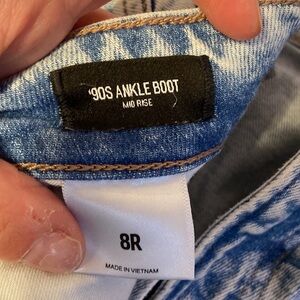 '90S ANKLE BOOT
MID RISE
8R
MADE IN VIETNAM